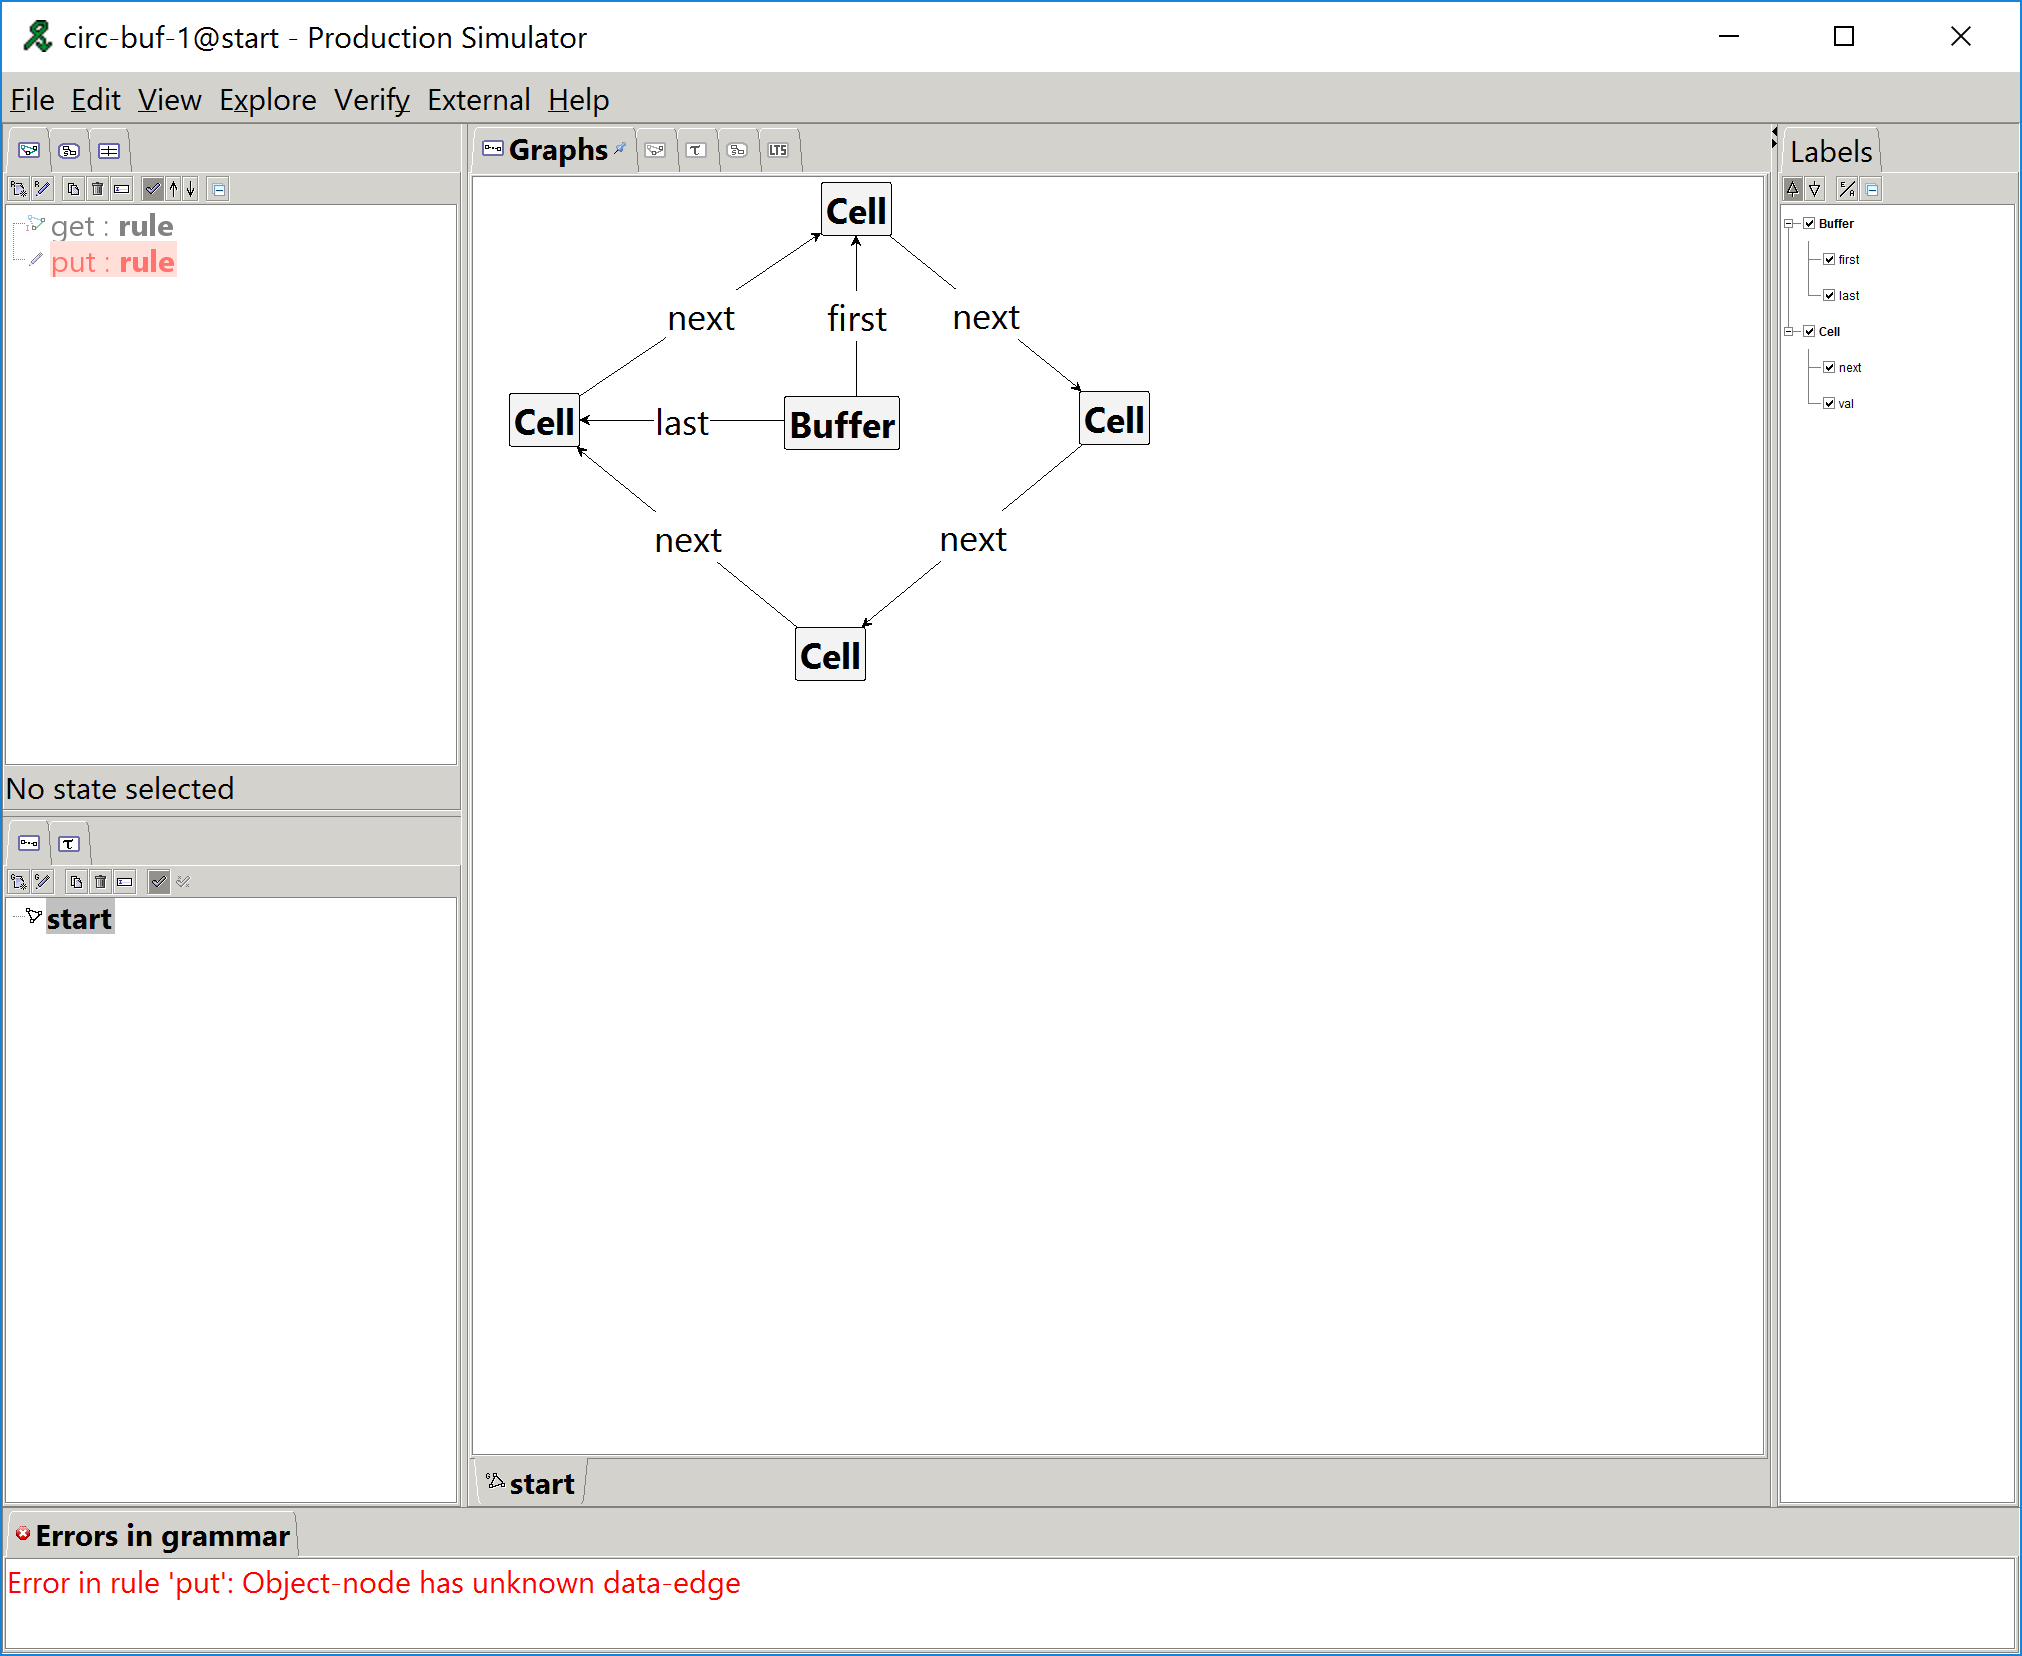 circ-buf-1@start - Production Simulator
File Edit View Explore Verify External Help
get : rule
put : rule
No state selected
start
Graphs
LTS
Cell
next
first
next
Cell
last
Buffer
Cell
next
next
Cell
start
Labels
Buffer
first
last
Cell
next
val
Errors in grammar
Error in rule 'put': Object-node has unknown data-edge